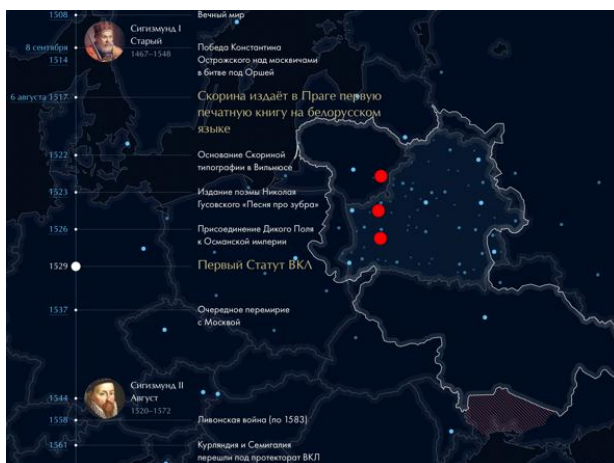 1508
Вечный мир
Сигизмунд I
Старый
1467–1548
8 сентября
1514
Победа Константина
Острожского над москвичами
в битве под Оршей
6 августа 1517
Скорина издаёт в Праге первую
печатную книгу на белорусском
языке
1522
Основание Скориной
типографии в Вильнюсе
1523
Издание поэмы Николая
Гусовского «Песня про зубра»
1526
Присоединение Дикого Поля
к Османской империи
1529
Первый Статут ВКЛ
1537
Очередное перемирие
с Москвой
Сигизмунд II
Август
1520–1572
1544
1558
Ливонская война (по 1583)
1561
Курляндия и Семигалия
перешли под протекторат ВКЛ